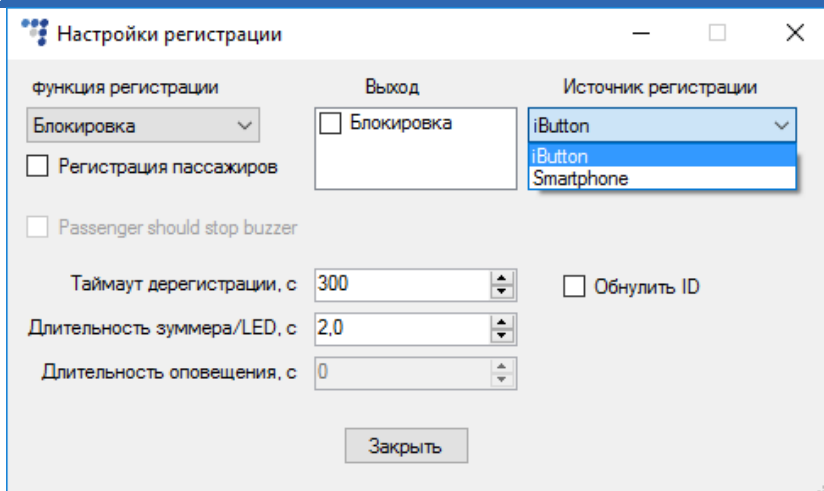 Настройки регистрации
функция регистрации
Выход
Источник регистрации
Блокировка
Блокировка
iButton
iButton
Smartphone
Регистрация пассажиров
Passenger should stop buzzer
Таймаут дерегистрации, с
300
Обнулить ID
Длительность зуммера/LED, с
2,0
Длительность оповещения, с
0
Закрыть